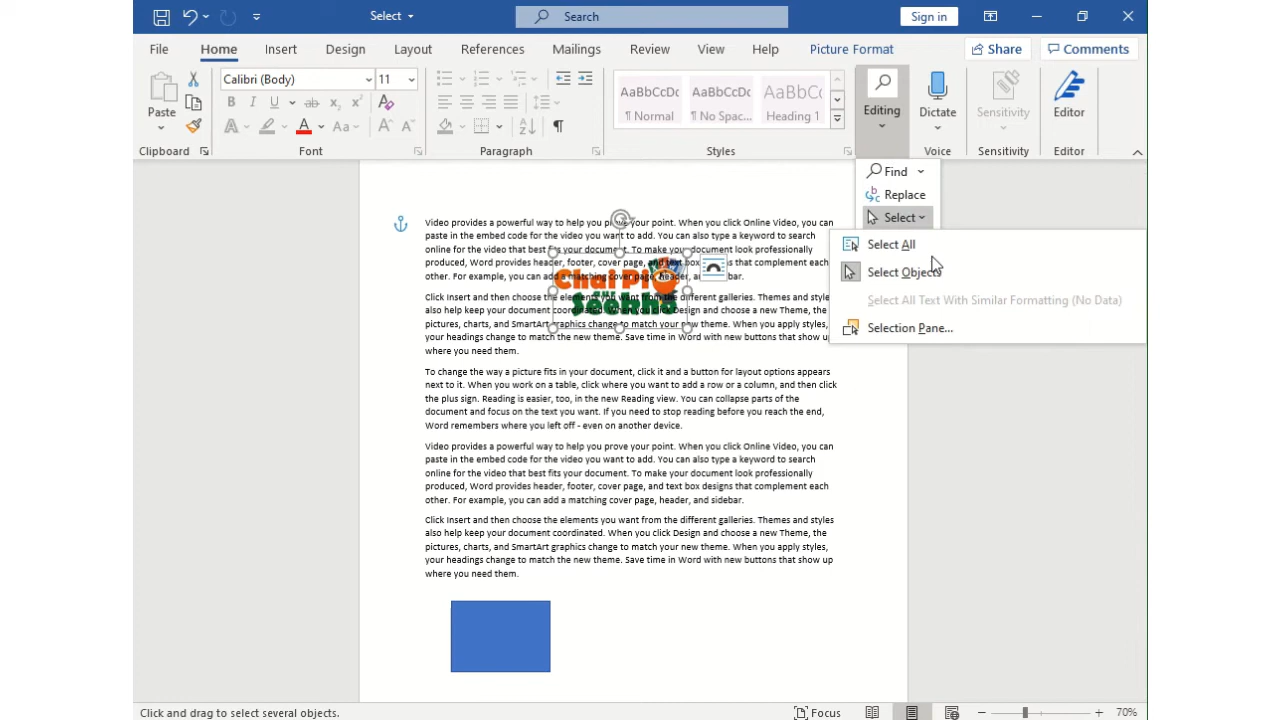 Select
Search
Sign in
File
Home
Insert
Design
Layout
References
Mailings
Review
View
Help
Picture Format
Share
Comments
Paste
Clipboard
Calibri (Body)
11
B I U ab x₂ x²
A A Aa A A
Font
Paragraph
AaBbCcDc AaBbCcDc AaBbCc
¶ Normal ¶ No Spac... Heading 1
Styles
Editing
Dictate
Voice
Sensitivity
Sensitivity
Editor
Editor
Find
Replace
Select
Select All
Select Objects
Select All Text With Similar Formatting (No Data)
Selection Pane...
Video provides a powerful way to help you prove your point. When you click Online Video, you can
paste in the embed code for the video you want to add. You can also type a keyword to search
online for the video that best fits your document. To make your document look professionally
produced, Word provides header, footer, cover page, and text box designs that complement each
other. For example, you can add a matching cover page, header, and sidebar.
Chai Pi
Seekho
Click Insert and then choose the elements you want from the different galleries. Themes and styles
also help keep your document coordinated. When you click Design and choose a new Theme, the
pictures, charts, and SmartArt graphics change to match your new theme. When you apply styles,
your headings change to match the new theme. Save time in Word with new buttons that show up
where you need them.
To change the way a picture fits in your document, click it and a button for layout options appears
next to it. When you work on a table, click where you want to add a row or a column, and then click
the plus sign. Reading is easier, too, in the new Reading view. You can collapse parts of the
document and focus on the text you want. If you need to stop reading before you reach the end,
Word remembers where you left off - even on another device.
Video provides a powerful way to help you prove your point. When you click Online Video, you can
paste in the embed code for the video you want to add. You can also type a keyword to search
online for the video that best fits your document. To make your document look professionally
produced, Word provides header, footer, cover page, and text box designs that complement each
other. For example, you can add a matching cover page, header, and sidebar.
Click Insert and then choose the elements you want from the different galleries. Themes and styles
also help keep your document coordinated. When you click Design and choose a new Theme, the
pictures, charts, and SmartArt graphics change to match your new theme. When you apply styles,
your headings change to match the new theme. Save time in Word with new buttons that show up
where you need them.
Click and drag to select several objects.
Focus
70%